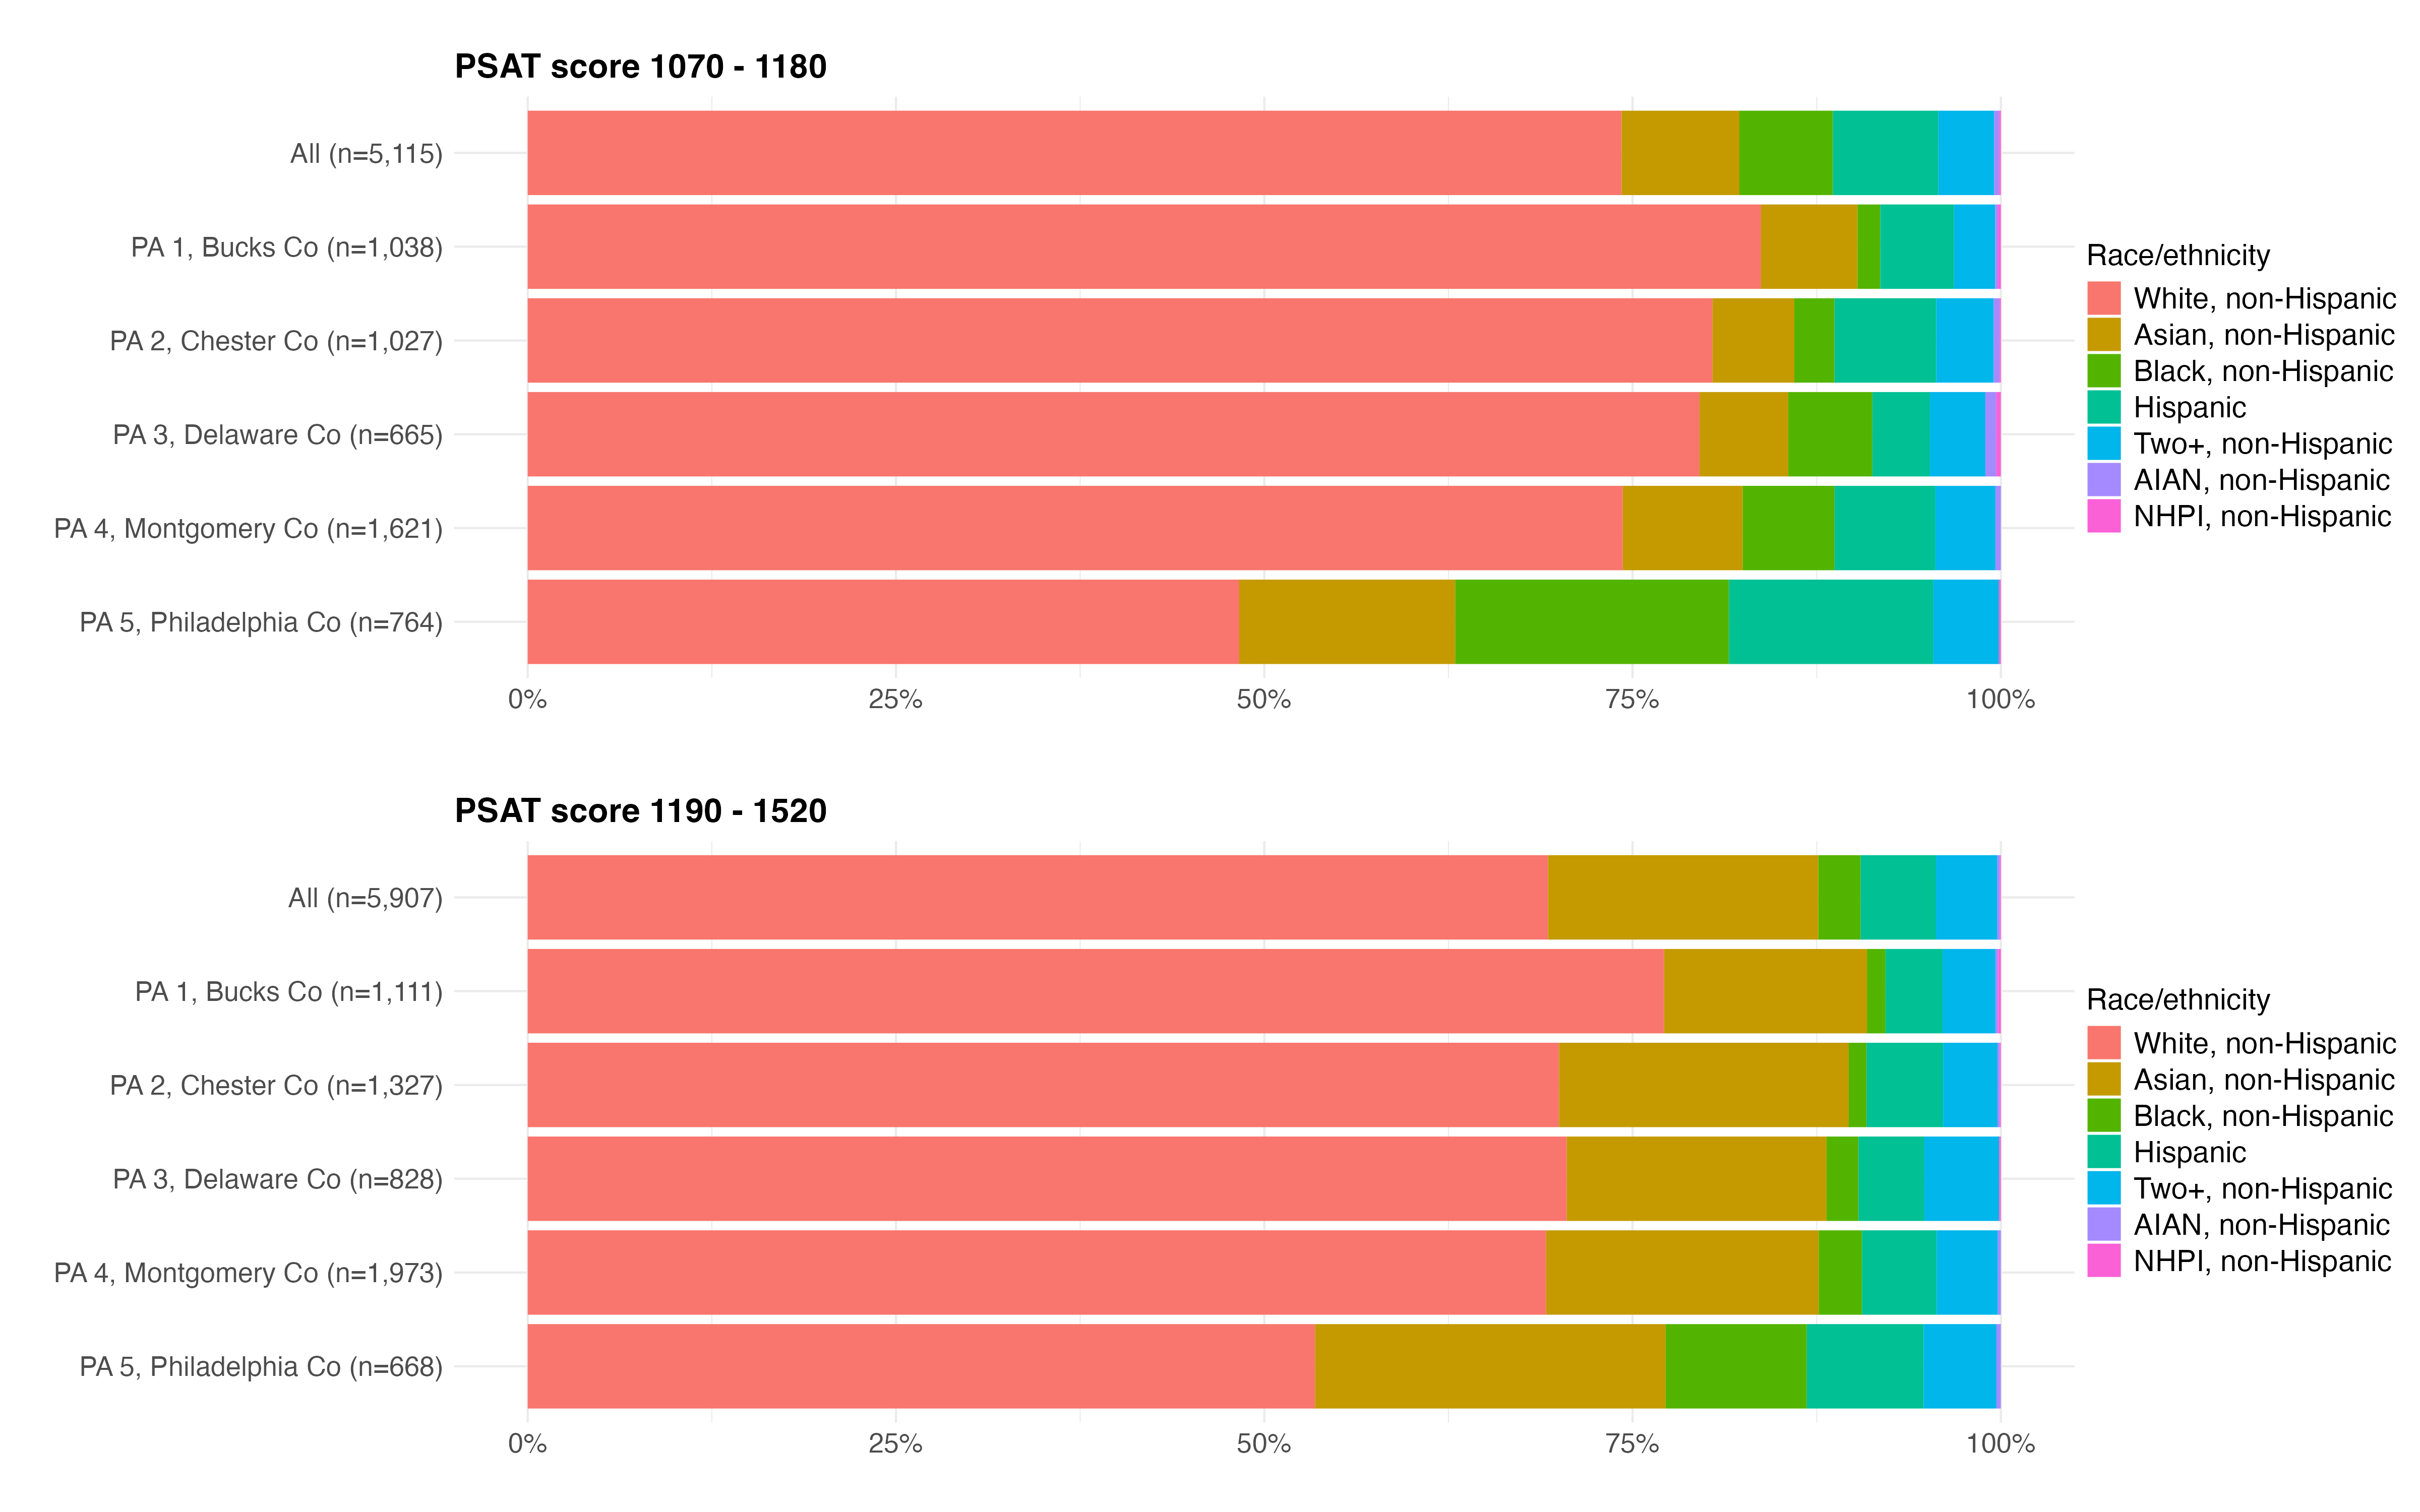 PSAT score 1070 - 1180
All (n=5,115)
PA 1, Bucks Co (n=1,038)
PA 2, Chester Co (n=1,027)
PA 3, Delaware Co (n=665)
PA 4, Montgomery Co (n=1,621)
PA 5, Philadelphia Co (n=764)
0% 25% 50% 75% 100%
Race/ethnicity
White, non-Hispanic
Asian, non-Hispanic
Black, non-Hispanic
Hispanic
Two+, non-Hispanic
AIAN, non-Hispanic
NHPI, non-Hispanic
PSAT score 1190 - 1520
All (n=5,907)
PA 1, Bucks Co (n=1,111)
PA 2, Chester Co (n=1,327)
PA 3, Delaware Co (n=828)
PA 4, Montgomery Co (n=1,973)
PA 5, Philadelphia Co (n=668)
0% 25% 50% 75% 100%
Race/ethnicity
White, non-Hispanic
Asian, non-Hispanic
Black, non-Hispanic
Hispanic
Two+, non-Hispanic
AIAN, non-Hispanic
NHPI, non-Hispanic